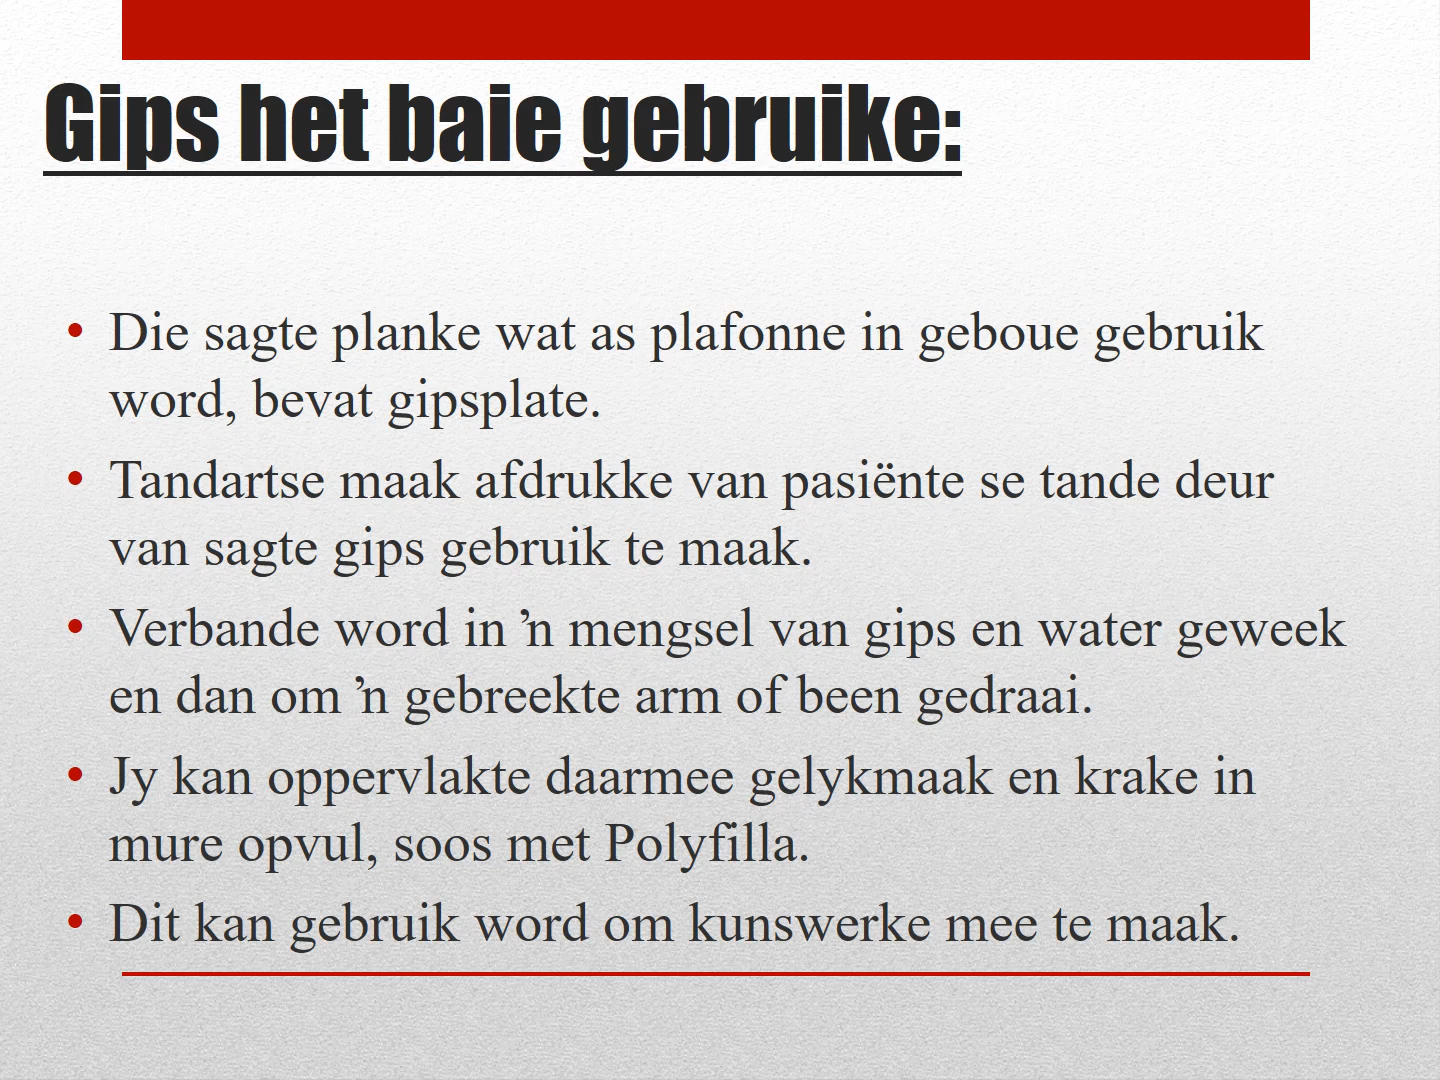 Gips het baie gebruike:
• Die sagte planke wat as plafonne in geboue gebruik
word, bevat gipsplate.
• Tandartse maak afdrukke van pasiënte se tande deur
van sagte gips gebruik te maak.
• Verbande word in ŉ mengsel van gips en water geweek
en dan om ŉ gebreekte arm of been gedraai.
• Jy kan oppervlakte daarmee gelykmaak en krake in
mure opvul, soos met Polyfilla.
• Dit kan gebruik word om kunswerke mee te maak.